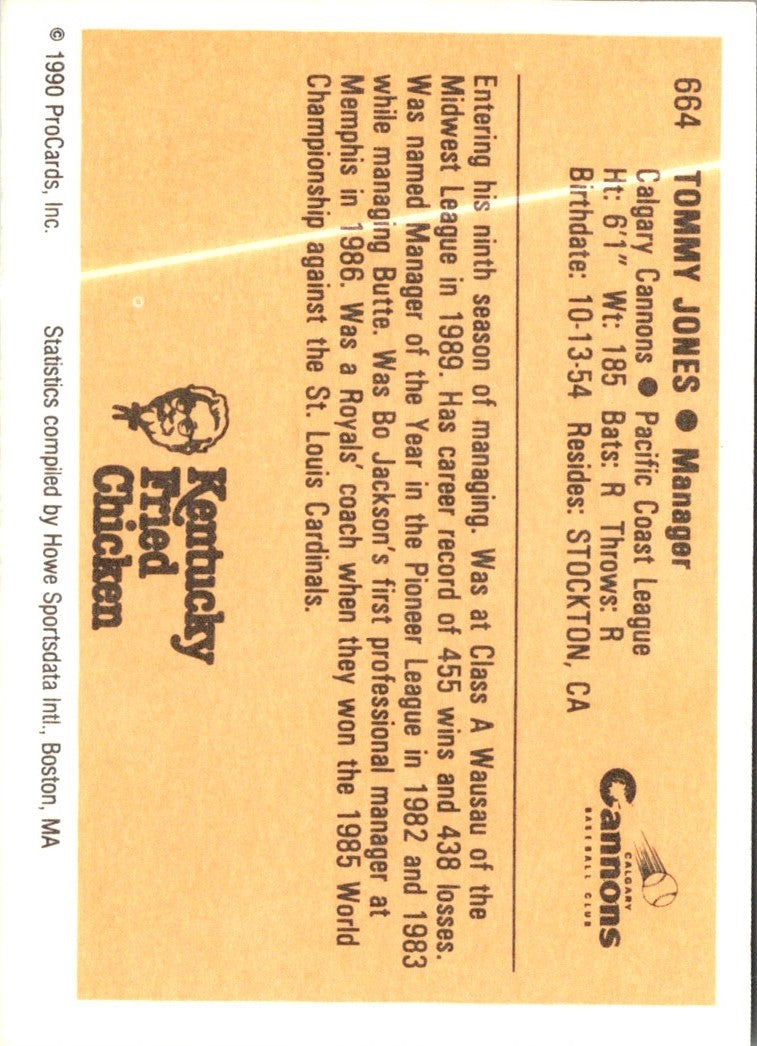 664 TOMMY JONES ● Manager
Calgary Cannons ● Pacific Coast League
Ht: 6'1" Wt: 185 Bats: R Throws: R
Birthdate: 10-13-54 Resides: STOCKTON, CA
CALGARY
Cannons
BASEBALL CLUB
Entering his ninth season of managing. Was at Class A Wausau of the
Midwest League in 1989. Has career record of 455 wins and 438 losses.
Was named Manager of the Year in the Pioneer League in 1982 and 1983
while managing Butte. Was Bo Jackson's first professional manager at
Memphis in 1986. Was a Royals' coach when they won the 1985 World
Championship against the St. Louis Cardinals.
Kentucky
Fried
Chicken
© 1990 ProCards, Inc. Statistics compiled by Howe Sportsdata Intl., Boston, MA